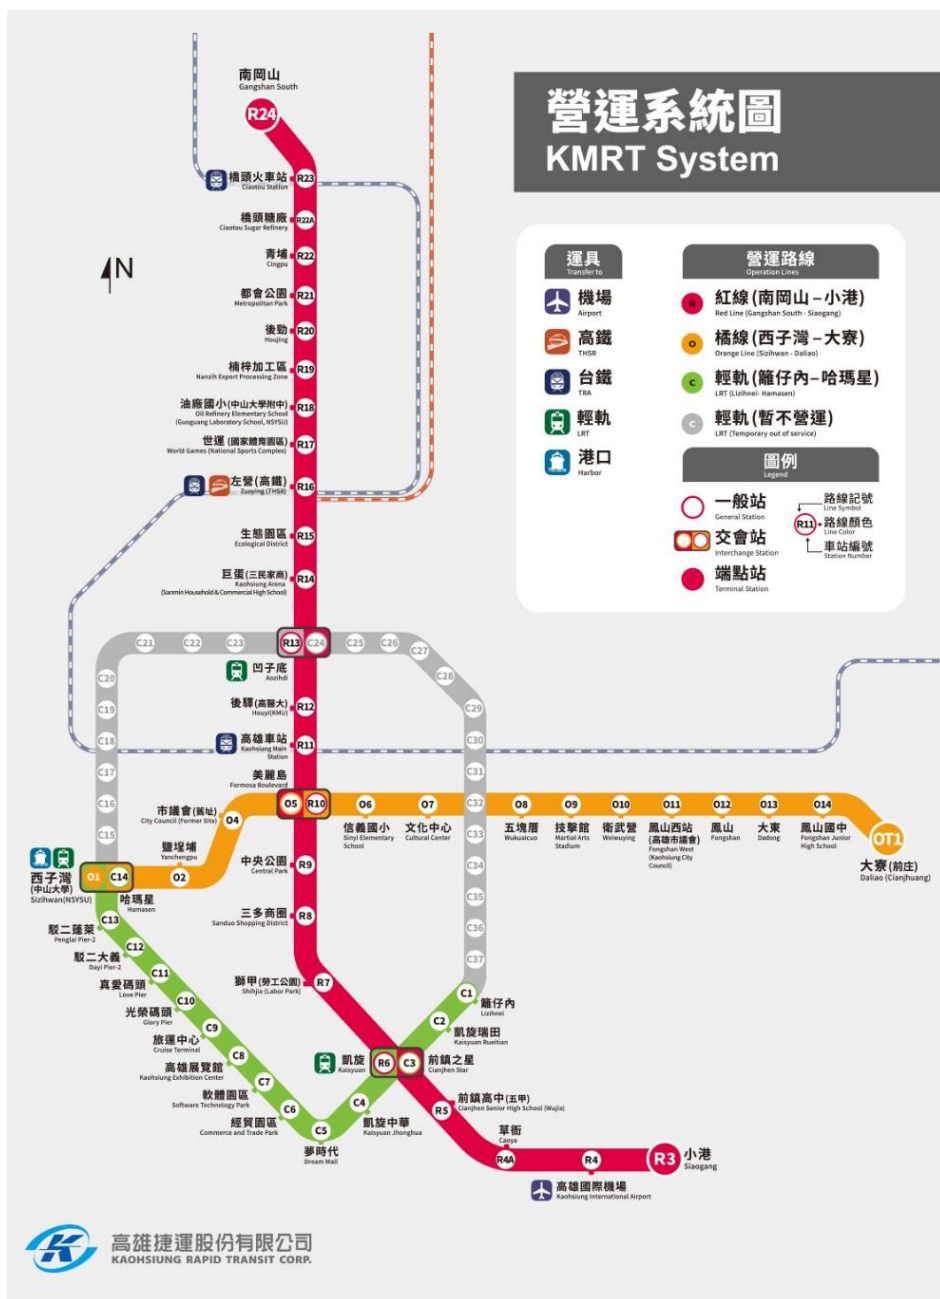 營運系統圖
KMRT System
南岡山
Gangshan South
R24
橋頭火車站
Ciaotou Station
R23
橋頭糖廠
Ciaotou Sugar Refinery
R22A
青埔
Cingpu
R22
N
都會公園
Metropolitan Park
R21
後勁
Houjing
R20
楠梓加工區
Nanzih Export Processing Zone
R19
油廠國小(中山大學附中)
Oil Refinery Elementary School
(Guoguang Laboratory School, NSYSU)
R18
世運(國家體育園區)
World Games (National Sports Complex)
R17
左營(高鐵)
Zuoying (THSR)
R16
生態園區
Ecological District
R15
巨蛋(三民家商)
Kaohsiung Arena
(Sanmin Household & Commercial High School)
R14
運具
Transfer to
機場
Airport
高鐵
THSR
台鐵
TRA
輕軌
LRT
港口
Harbor
營運路線
Operation Lines
R
紅線(南岡山–小港)
Red Line (Gangshan South - Siaogang)
O
橘線(西子灣–大寮)
Orange Line (Sizihwan - Daliao)
C
輕軌(籬仔內–哈瑪星)
LRT (Lizihnei- Hamasen)
C
輕軌(暫不營運)
LRT (Temporary out of service)
圖例
Legend
一般站
General Station
交會站
Interchange Station
端點站
Terminal Station
R11
路線記號
Line Symbol
路線顏色
Line Color
車站編號
Station Number
C21
C22
C23
R13
C24
C25
C26
C27
C28
凹子底
Aozihdi
C20
C19
C18
C17
C16
C15
後驛(高醫大)
Houyi(KMU)
R12
高雄車站
Kaohsiung Main
Station
R11
C29
C30
C31
C32
C33
C34
C35
C36
C37
美麗島
Formosa Boulevard
O5
R10
市議會(舊址)
City Council (Former Site)
O4
鹽埕埔
Yanchengpu
O2
O6
信義國小
Sinyi Elementary
School
O7
文化中心
Cultural Center
O8
五塊厝
Wukuaicuo
O9
技擊館
Martial Arts
Stadium
O10
衛武營
Weiwuying
O11
鳳山西站
(高雄市議會)
Fongshan West
(Kaohsiung City
Council)
O12
鳳山
Fongshan
O13
大東
Dadong
O14
鳳山國中
Fongshan Junior
High School
OT1
大寮(前庄)
Daliao (Cianjhuang)
西子灣
(中山大學)
Sizihwan(NSYSU)
O1
C14
哈瑪星
Hamasen
中央公園
Central Park
R9
三多商圈
Sanduo Shopping District
R8
獅甲(勞工公園)
Shihjia (Labor Park)
R7
駁二蓬萊
Penglai Pier-2
C13
駁二大義
Dayi Pier-2
C12
真愛碼頭
Love Pier
C11
光榮碼頭
Glory Pier
C10
旅運中心
Cruise Terminal
C9
高雄展覽館
Kaohsiung Exhibition Center
C8
軟體園區
Software Technology Park
C7
經貿園區
Commerce and Trade Park
C6
C5
夢時代
Dream Mall
C4
凱旋中華
Kaisyuan Jhonghua
凱旋
Kaisyuan
R6
C3
前鎮之星
Cianjhen Star
C2
凱旋瑞田
Kaisyuan Rueitian
C1
籬仔內
Lizihnei
R5
前鎮高中(五甲)
Cianjhen Senior High School (Wujia)
草衙
Caoya
R4A
R4
高雄國際機場
Kaohsiung International Airport
R3
小港
Siaogang
高雄捷運股份有限公司
KAOHSIUNG RAPID TRANSIT CORP.